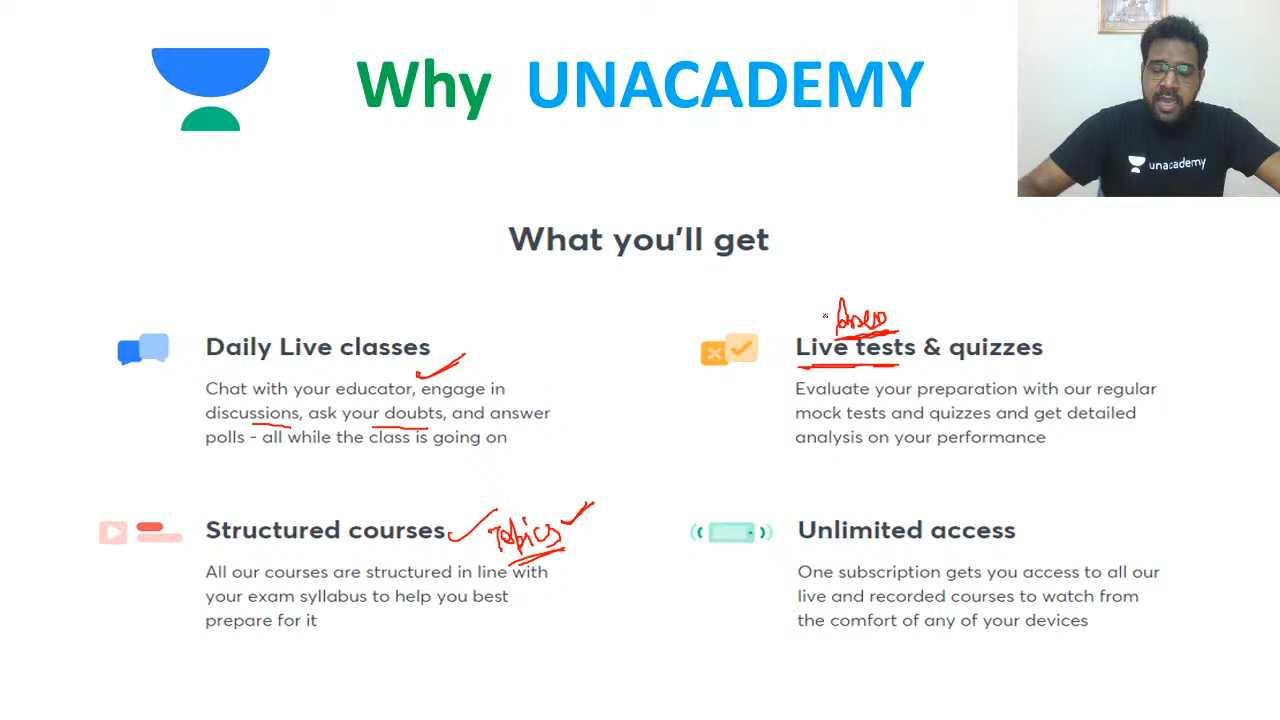 Why UNACADEMY
unacademy
What you'll get
Daily Live classes
Chat with your educator, engage in
discussions, ask your doubts, and answer
polls - all while the class is going on
Live tests & quizzes
Evaluate your preparation with our regular
mock tests and quizzes and get detailed
analysis on your performance
Structured courses
Topics
All our courses are structured in line with
your exam syllabus to help you best
prepare for it
Unlimited access
One subscription gets you access to all our
live and recorded courses to watch from
the comfort of any of your devices